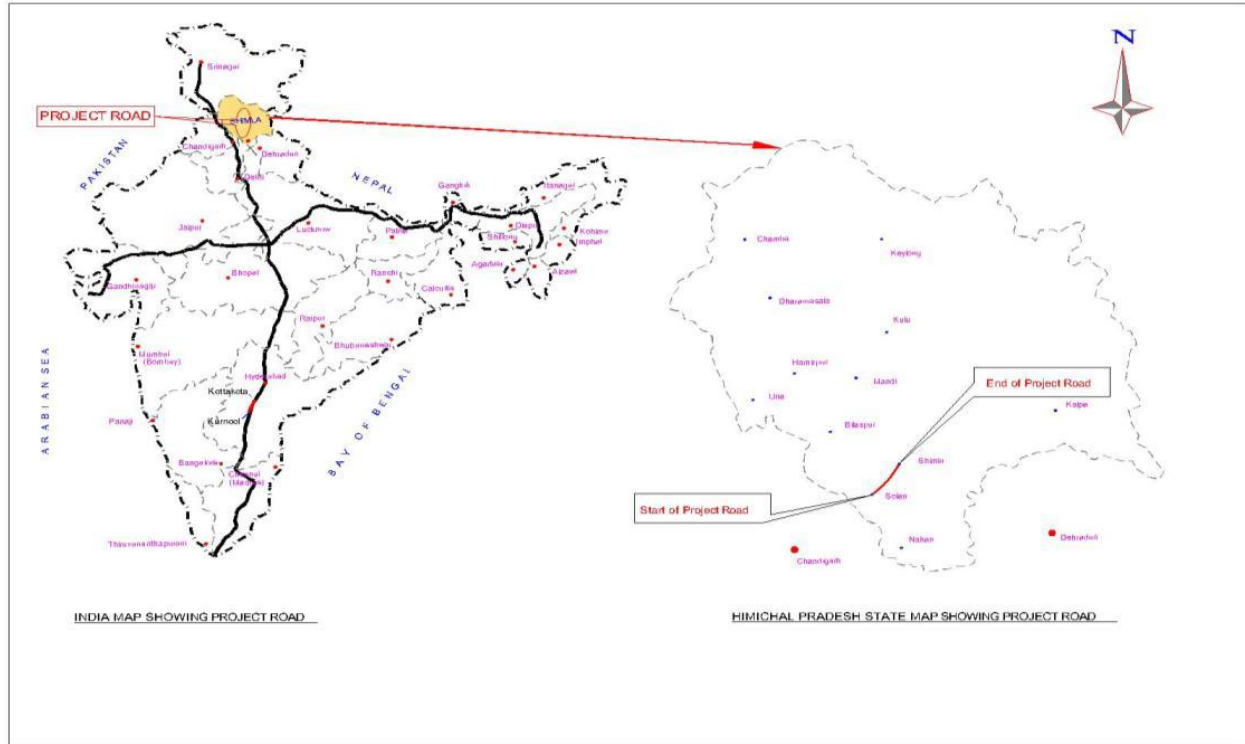 N
Srinagar
PROJECT ROAD
SHIMLA
Chandigarh
Dehradun
Delhi
PAKISTAN
NEPAL
Gangtok
Itanagar
Jaipur
Lucknow
Patna
Dispur
Shillong
Kohima
Imphal
Agartala
Aizawl
Gandhinagar
Bhopal
Ranchi
Calcutta
Raipur
Bhubaneshwar
Mumbai
(Bombay)
Hyderabad
Kottakota
Kurnool
Panaji
ARABIAN SEA
BAY OF BENGAL
Chennai
(Madras)
Thiruvananthapuram
INDIA MAP SHOWING PROJECT ROAD
Chamba
Keylong
Dharamasala
Kulu
Hamirpur
Mandi
End of Project Road
Una
Kalpa
Bilaspur
Shimla
Start of Project Road
Solan
Nahan
Chandigarh
Dehradun
HIMICHAL PRADESH STATE MAP SHOWING PROJECT ROAD